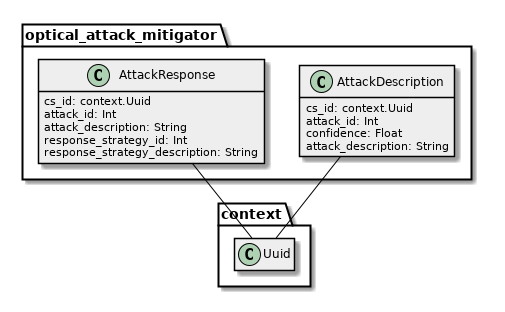 optical_attack_mitigator
C AttackResponse
cs_id: context.Uuid
attack_id: Int
attack_description: String
response_strategy_id: Int
response_strategy_description: String
C AttackDescription
cs_id: context.Uuid
attack_id: Int
confidence: Float
attack_description: String
context
C Uuid